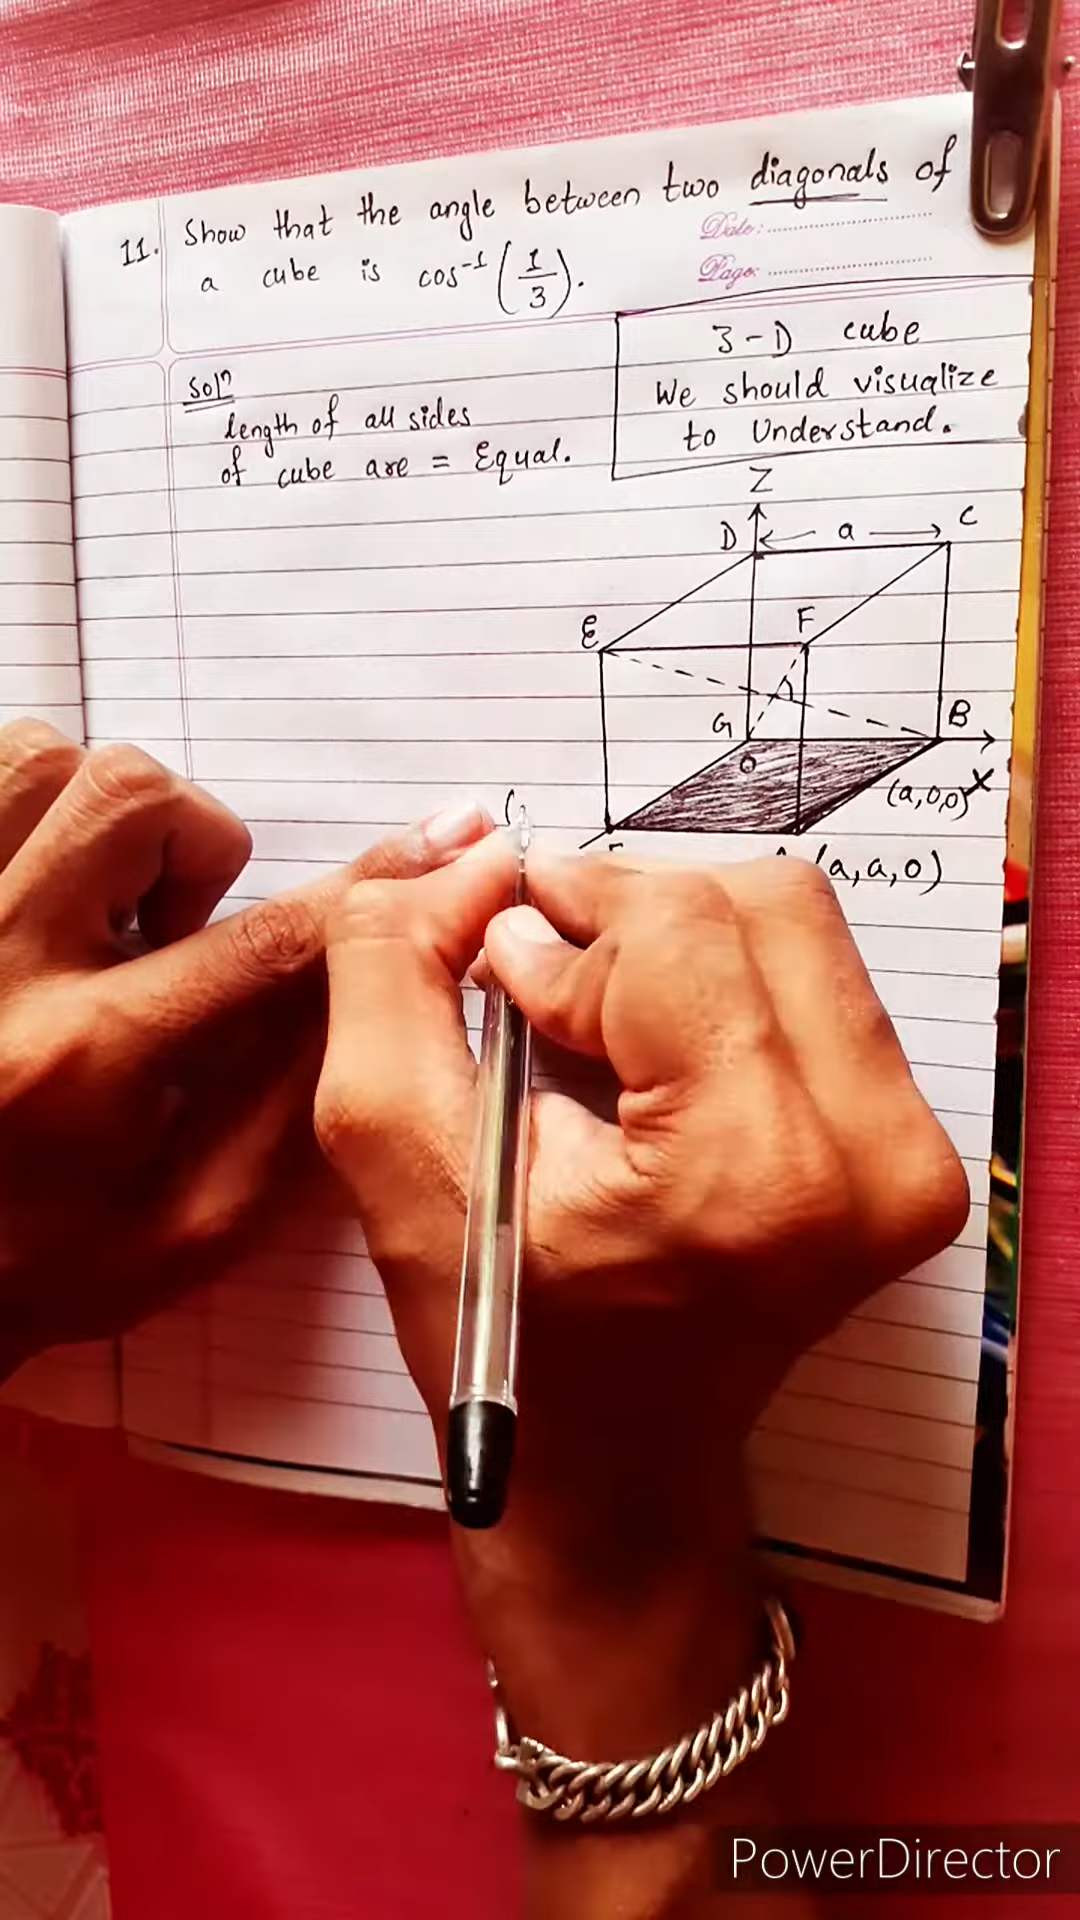 11. Show that the angle between two diagonals of
a cube is cos⁻¹(1/3).
Date:
Page:
Solⁿ
length of all sides
of cube are = Equal.
3-D cube
We should visualize
to Understand.
Z
D ← a → C
E F
G B
O
(a,0,0) X
(a,a,0)
(
PowerDirector